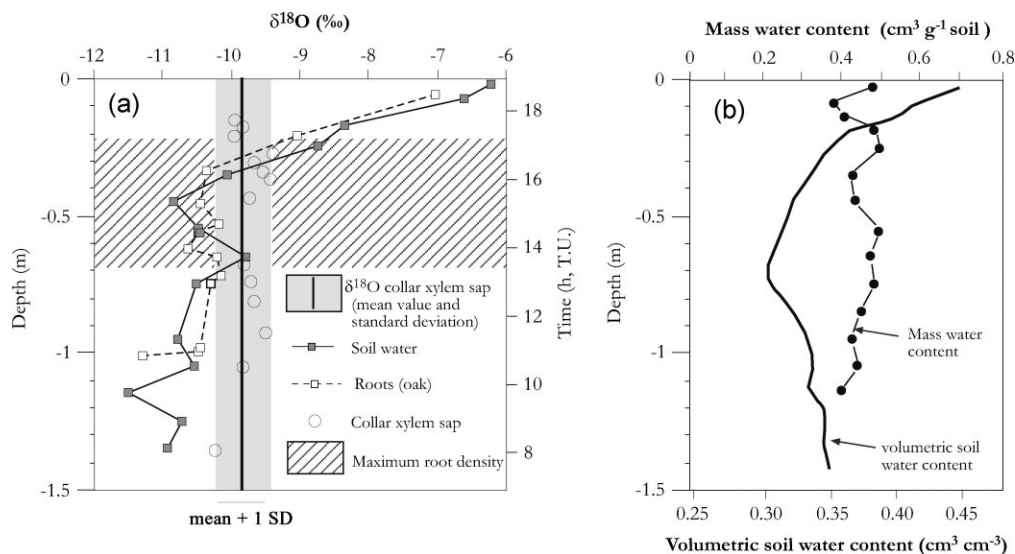 δ18O (‰)
-12 -11 -10 -9 -8 -7 -6
(a)
0
-0.5
-1
-1.5
Depth (m)
18
16
14
12
10
8
Time (h, T.U.)
δ18O collar xylem sap
(mean value and
standard deviation)
Soil water
Roots (oak)
Collar xylem sap
Maximum root density
mean + 1 SD
Mass water content (cm3 g-1 soil )
0 0.2 0.4 0.6 0.8
(b)
0
-0.5
-1
-1.5
Depth (m)
Mass water
content
volumetric soil
water content
0.25 0.30 0.35 0.40 0.45
Volumetric soil water content (cm3 cm-3)